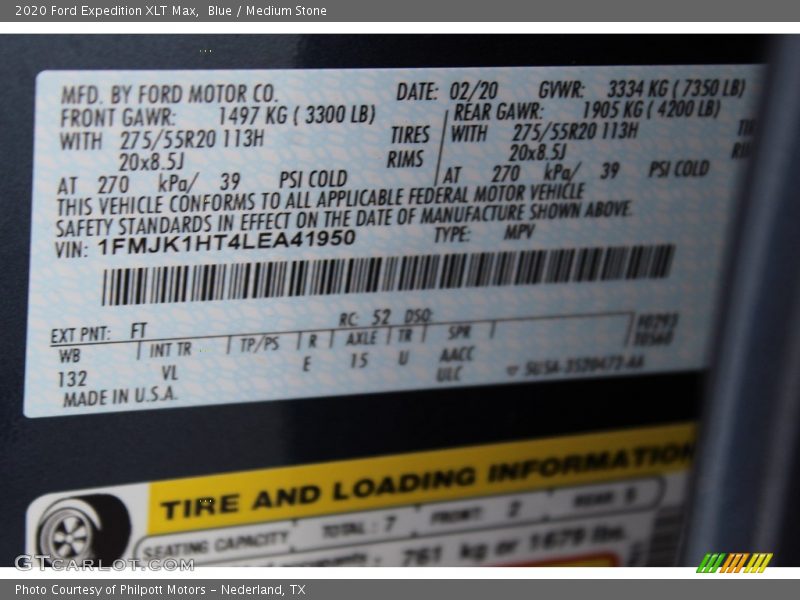 2020 Ford Expedition XLT Max, Blue / Medium Stone
MFD. BY FORD MOTOR CO. DATE: 02/20 GVWR: 3334 KG ( 7350 LB)
FRONT GAWR: 1497 KG ( 3300 LB) REAR GAWR: 1905 KG ( 4200 LB)
WITH 275/55R20 113H TIRES WITH 275/55R20 113H
20x8.5J RIMS 20x8.5J
AT 270 kPa/ 39 PSI COLD AT 270 kPa/ 39 PSI COLD
THIS VEHICLE CONFORMS TO ALL APPLICABLE FEDERAL MOTOR VEHICLE
SAFETY STANDARDS IN EFFECT ON THE DATE OF MANUFACTURE SHOWN ABOVE.
VIN: 1FMJK1HT4LEA41950 TYPE: MPV
EXT PNT: FT RC: 52 DSO:
WB INT TR TP/PS R AXLE TR SPR
132 VL E 15 U AACC
ULC
MADE IN U.S.A.
TIRE AND LOADING INFORMATION
SEATING CAPACITY TOTAL : 7 FRONT: 2 REAR: 5
761 kg or 1679 lbs.
GTCARLOT.COM
Photo Courtesy of Philpott Motors - Nederland, TX